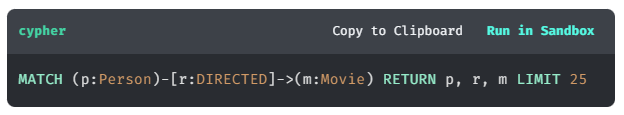 cypher Copy to Clipboard Run in Sandbox
MATCH (p:Person)-[r:DIRECTED]->(m:Movie) RETURN p, r, m LIMIT 25